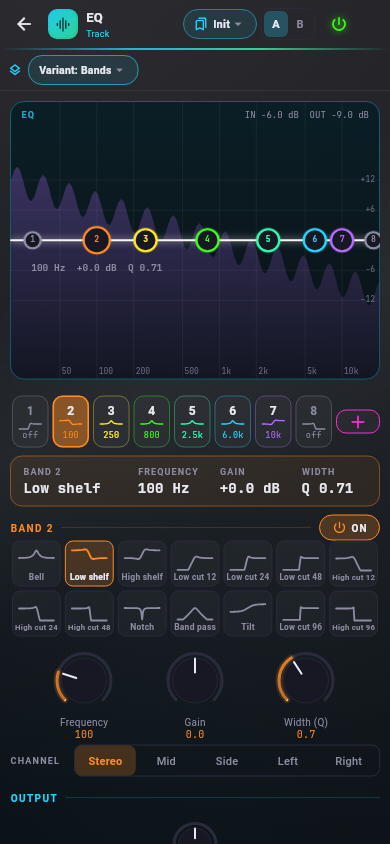 EQ
Track
Init
A
B
Variant: Bands
EQ
IN -6.0 dB OUT -9.0 dB
+12
+6
1
2
3
4
5
6
7
8
-6
-12
100 Hz +0.0 dB Q 0.71
50
100
200
500
1k
2k
5k
10k
1
off
2
100
3
250
4
800
5
2.5k
6
6.0k
7
10k
8
off
+
BAND 2
Low shelf
FREQUENCY
100 Hz
GAIN
+0.0 dB
WIDTH
Q 0.71
BAND 2
ON
Bell
Low shelf
High shelf
Low cut 12
Low cut 24
Low cut 48
High cut 12
High cut 24
High cut 48
Notch
Band pass
Tilt
Low cut 96
High cut 96
Frequency
100
Gain
0.0
Width (Q)
0.7
CHANNEL
Stereo
Mid
Side
Left
Right
OUTPUT